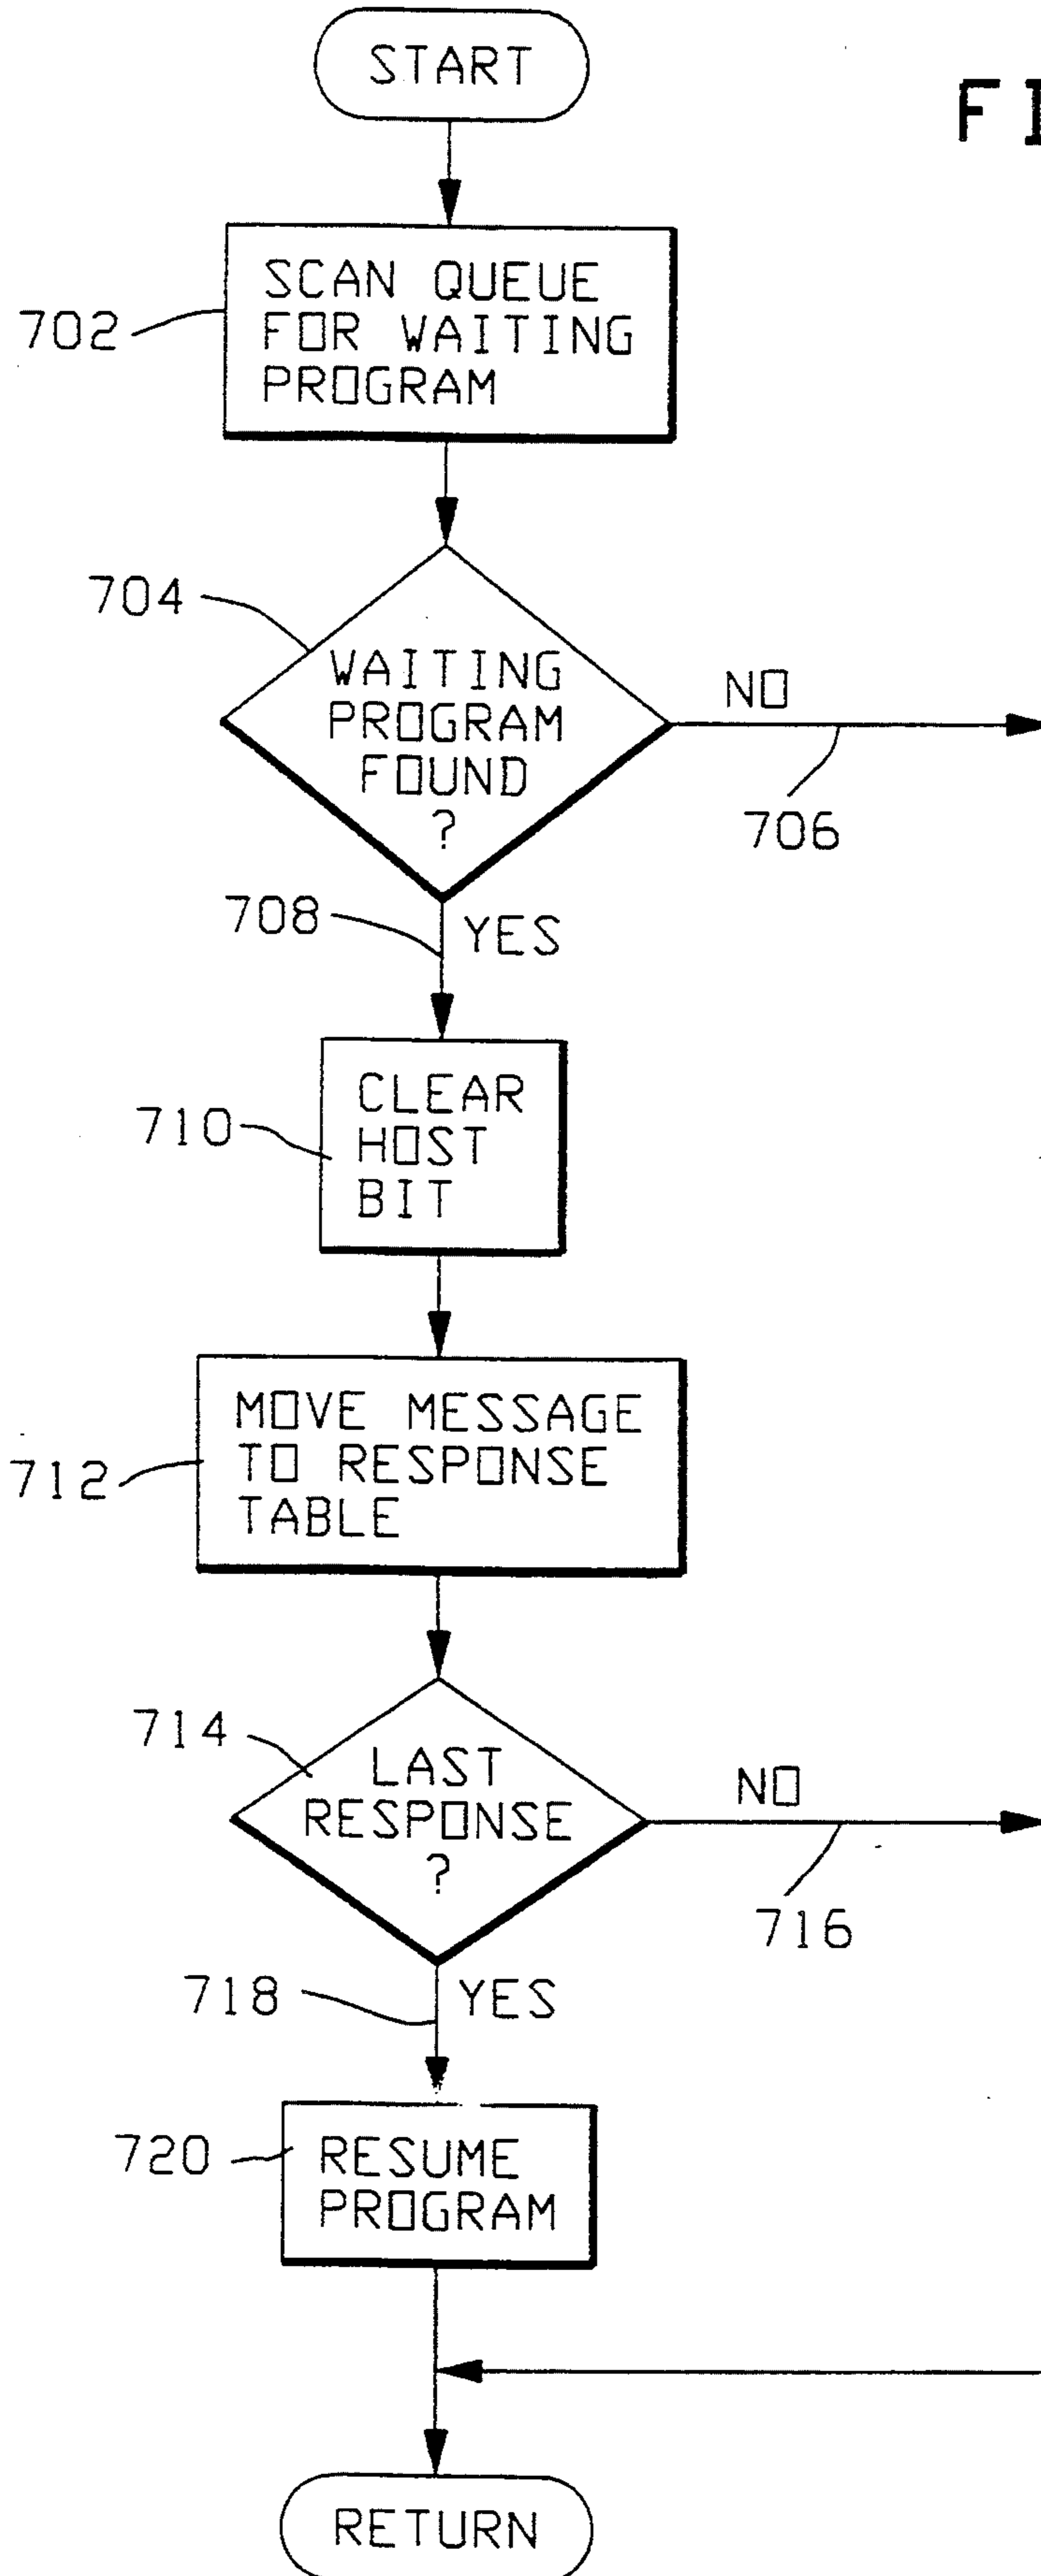 START
FI
SCAN QUEUE
FOR WAITING
PROGRAM
702
704
WAITING
PROGRAM
FOUND
?
NO
706
708
YES
CLEAR
HOST
BIT
710
MOVE MESSAGE
TO RESPONSE
TABLE
712
714
LAST
RESPONSE
?
NO
716
718
YES
720
RESUME
PROGRAM
RETURN